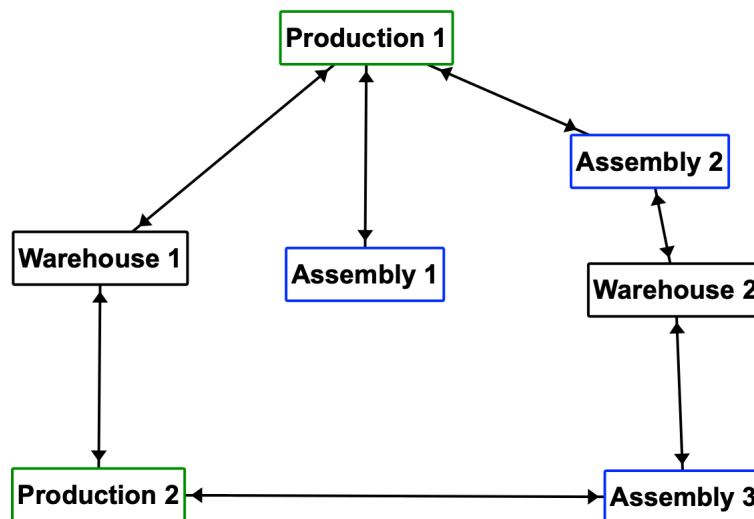 Production 1
Assembly 2
Warehouse 1
Assembly 1
Warehouse 2
Production 2
Assembly 3